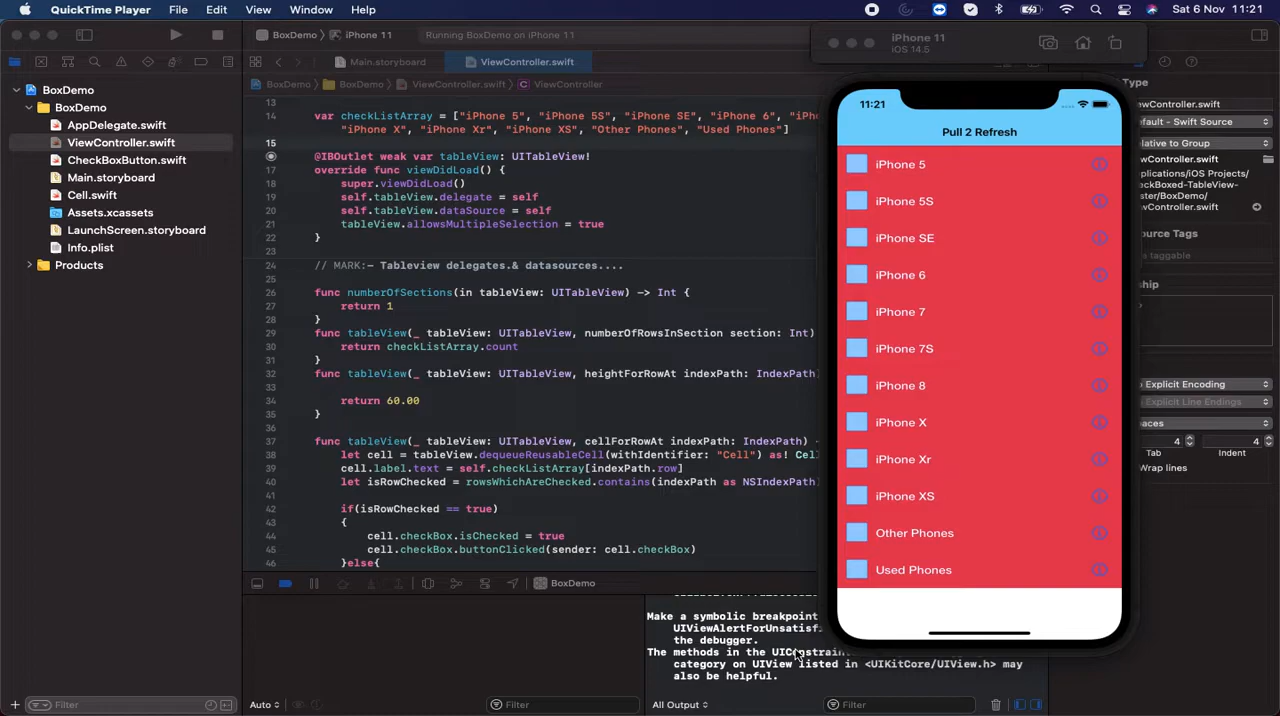 QuickTime Player File Edit View Window Help
Sat 6 Nov 11:21
BoxDemo iPhone 11
Running BoxDemo on iPhone 11
iPhone 11
iOS 14.5
Main.storyboard
ViewController.swift
BoxDemo
BoxDemo
ViewController.swift
ViewController
BoxDemo
BoxDemo
AppDelegate.swift
ViewController.swift
CheckBoxButton.swift
Main.storyboard
Cell.swift
Assets.xcassets
LaunchScreen.storyboard
Info.plist
Products
13
14 var checkListArray = ["iPhone 5", "iPhone 5S", "iPhone SE", "iPhone 6", "iPh
"iPhone X", "iPhone Xr", "iPhone XS", "Other Phones", "Used Phones"]
15
@IBOutlet weak var tableView: UITableView!
17 override func viewDidLoad() {
18 super.viewDidLoad()
19 self.tableView.delegate = self
20 self.tableView.dataSource = self
21 tableView.allowsMultipleSelection = true
22 }
23
24 // MARK:- Tableview delegates.& datasources....
25
26 func numberOfSections(in tableView: UITableView) -> Int {
27 return 1
28 }
29 func tableView(_ tableView: UITableView, numberOfRowsInSection section: Int)
30 return checkListArray.count
31 }
32 func tableView(_ tableView: UITableView, heightForRowAt indexPath: IndexPath)
33
34 return 60.00
35 }
36
37 func tableView(_ tableView: UITableView, cellForRowAt indexPath: IndexPath) -
38 let cell = tableView.dequeueReusableCell(withIdentifier: "Cell") as! Cell
39 cell.label.text = self.checkListArray[indexPath.row]
40 let isRowChecked = rowsWhichAreChecked.contains(indexPath as NSIndexPath)
41
42 if(isRowChecked == true)
43 {
44 cell.checkBox.isChecked = true
45 cell.checkBox.buttonClicked(sender: cell.checkBox)
46 }else{
11:21
Pull 2 Refresh
iPhone 5
iPhone 5S
iPhone SE
iPhone 6
iPhone 7
iPhone 7S
iPhone 8
iPhone X
iPhone Xr
iPhone XS
Other Phones
Used Phones
Type
ewController.swift
efault - Swift Source
elative to Group
ewController.swift
plications/iOS Projects/
eckBoxed-TableView-
ster/BoxDemo/
wController.swift
ource Tags
e taggable
ship
o Explicit Encoding
o Explicit Line Endings
paces
4 4
Tab Indent
Wrap lines
BoxDemo
Make a symbolic breakpoint
UIViewAlertForUnsatisfi
the debugger.
The methods in the UIConstraint
category on UIView listed in <UIKitCore/UIView.h> may
also be helpful.
Filter
Auto
Filter
All Output
Filter